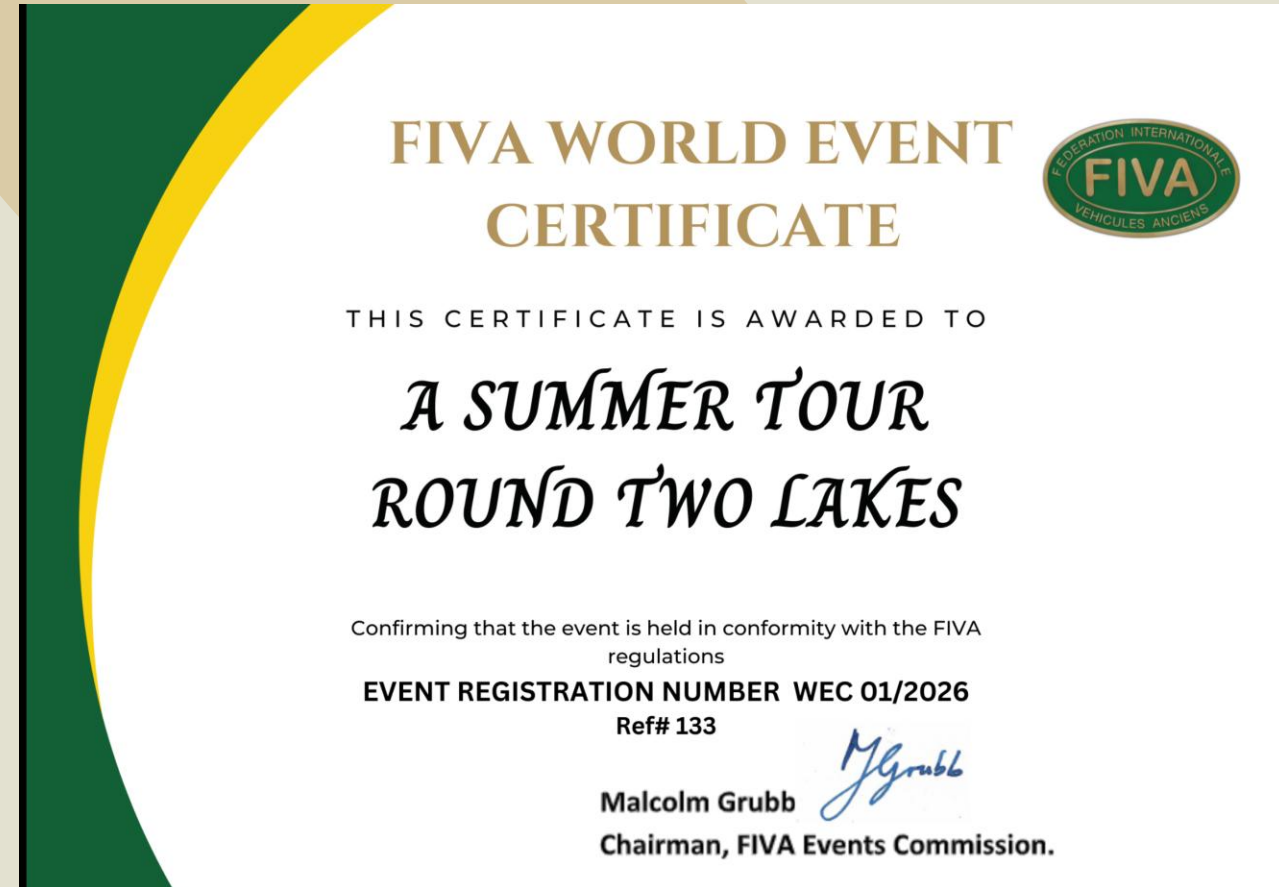 FIVA WORLD EVENT
CERTIFICATE
FEDERATION INTERNATIONALE
FIVA
VEHICULES ANCIENS
THIS CERTIFICATE IS AWARDED TO
A SUMMER TOUR
ROUND TWO LAKES
Confirming that the event is held in conformity with the FIVA
regulations
EVENT REGISTRATION NUMBER WEC 01/2026
Ref# 133
MGrubb
Malcolm Grubb
Chairman, FIVA Events Commission.